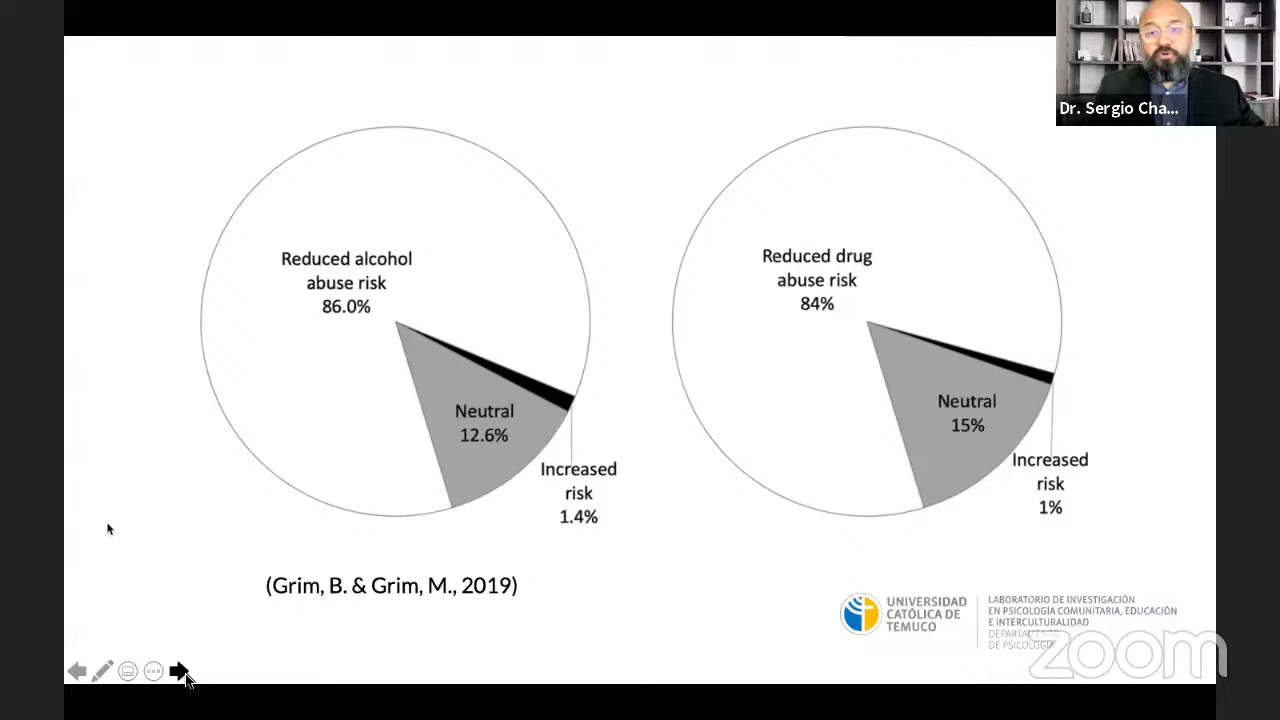 Dr. Sergio Cha...
Reduced alcohol
abuse risk
86.0%
Neutral
12.6%
Increased
risk
1.4%
Reduced drug
abuse risk
84%
Neutral
15%
Increased
risk
1%
(Grim, B. & Grim, M., 2019)
UNIVERSIDAD
CATÓLICA DE
TEMUCO
LABORATORIO DE INVESTIGACIÓN
EN PSICOLOGÍA COMUNITARIA, EDUCACIÓN
E INTERCULTURALIDAD
DEPARTAMENTO
DE PSICOLOGÍA
zoom